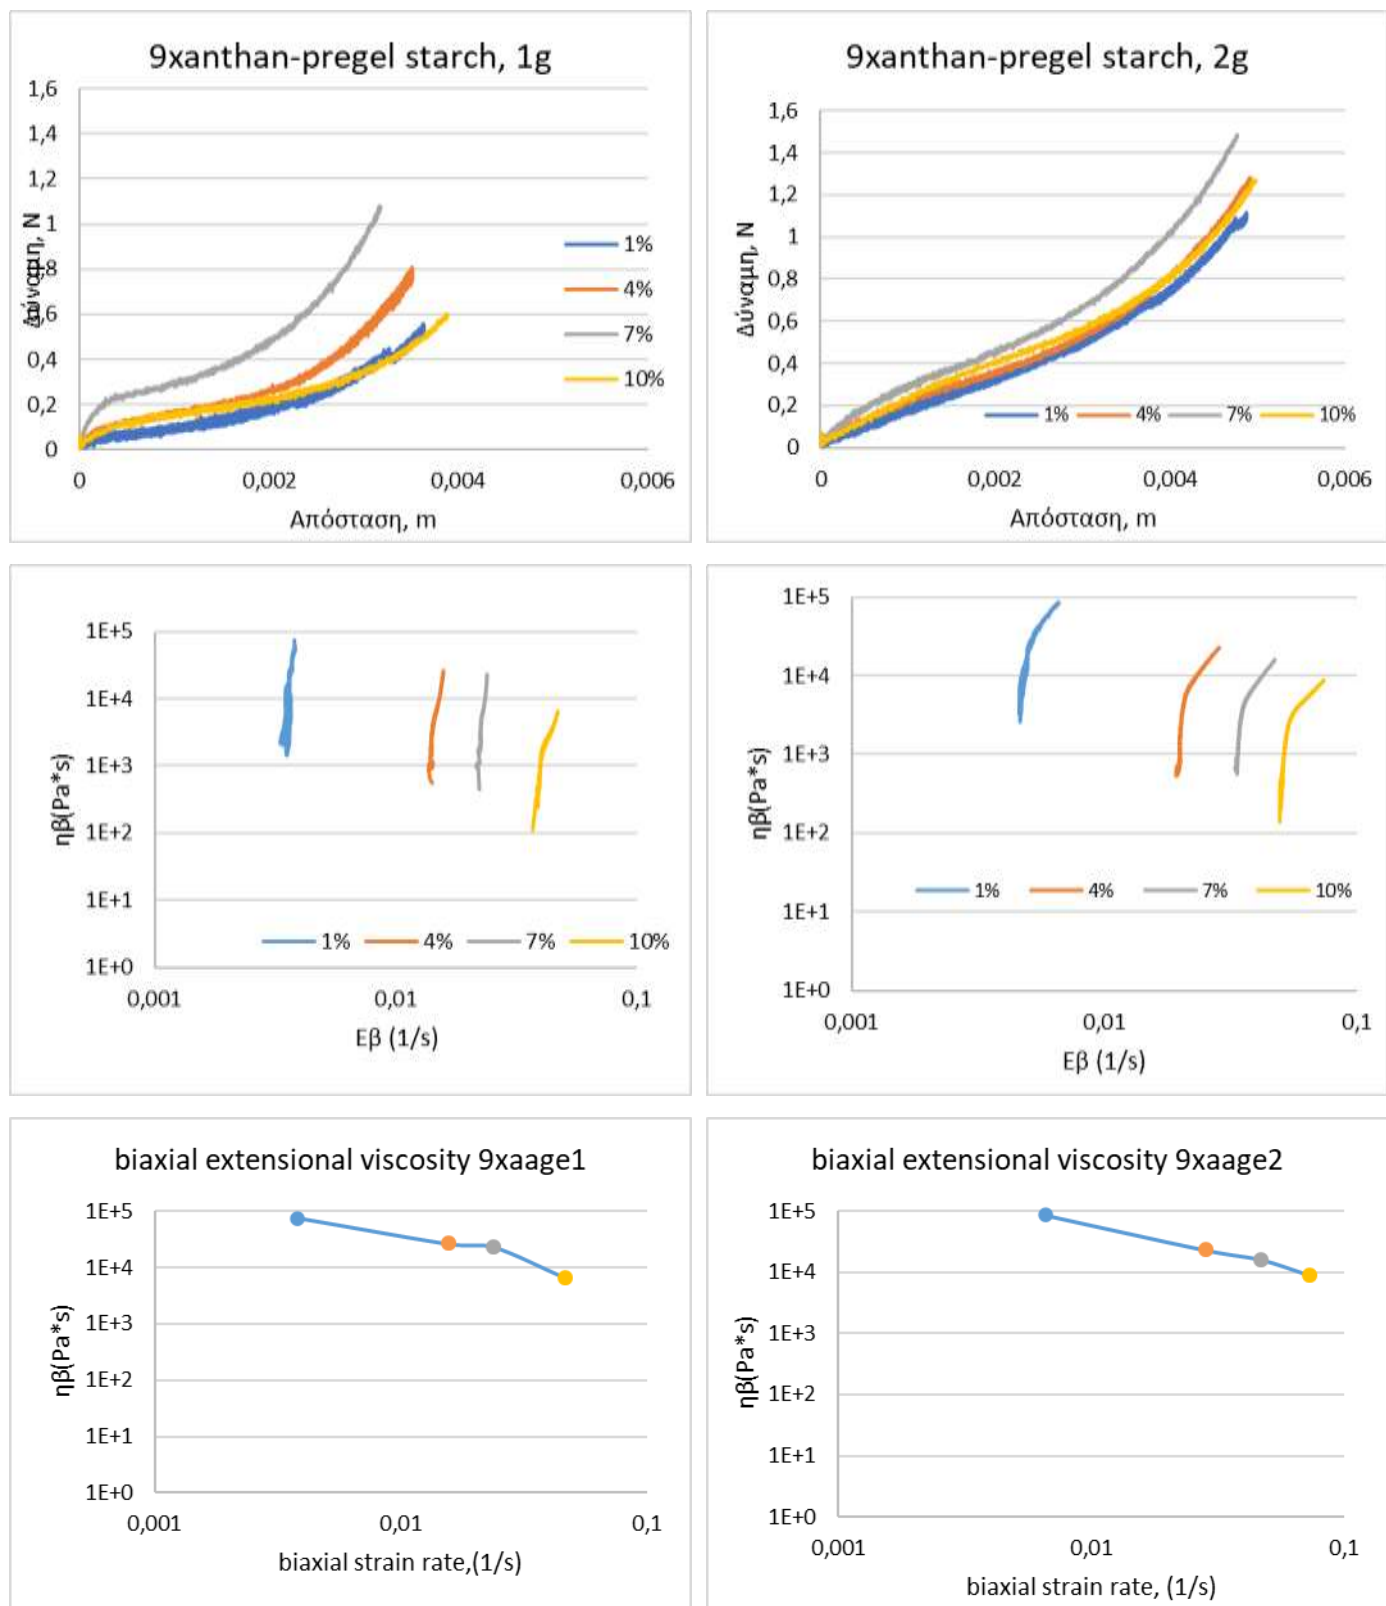 9xanthan-pregel starch, 1g
1,6
1,4
1,2
1
0,8
0,6
0,4
0,2
0
Δύναμη, N
1%
4%
7%
10%
0
0,002
0,004
0,006
Απόσταση, m
9xanthan-pregel starch, 2g
1,6
1,4
1,2
1
0,8
0,6
0,4
0,2
0
Δύναμη, N
1%
4%
7%
10%
0
0,002
0,004
0,006
Απόσταση, m
1E+5
1E+4
1E+3
1E+2
1E+1
1E+0
ηβ(Pa*s)
1%
4%
7%
10%
0,001
0,01
0,1
Εβ (1/s)
1E+5
1E+4
1E+3
1E+2
1E+1
1E+0
ηβ(Pa*s)
1%
4%
7%
10%
0,001
0,01
0,1
Εβ (1/s)
biaxial extensional viscosity 9xaage1
1E+5
1E+4
1E+3
1E+2
1E+1
1E+0
ηβ(Pa*s)
0,001
0,01
0,1
biaxial strain rate,(1/s)
biaxial extensional viscosity 9xaage2
1E+5
1E+4
1E+3
1E+2
1E+1
1E+0
ηβ(Pa*s)
0,001
0,01
0,1
biaxial strain rate, (1/s)